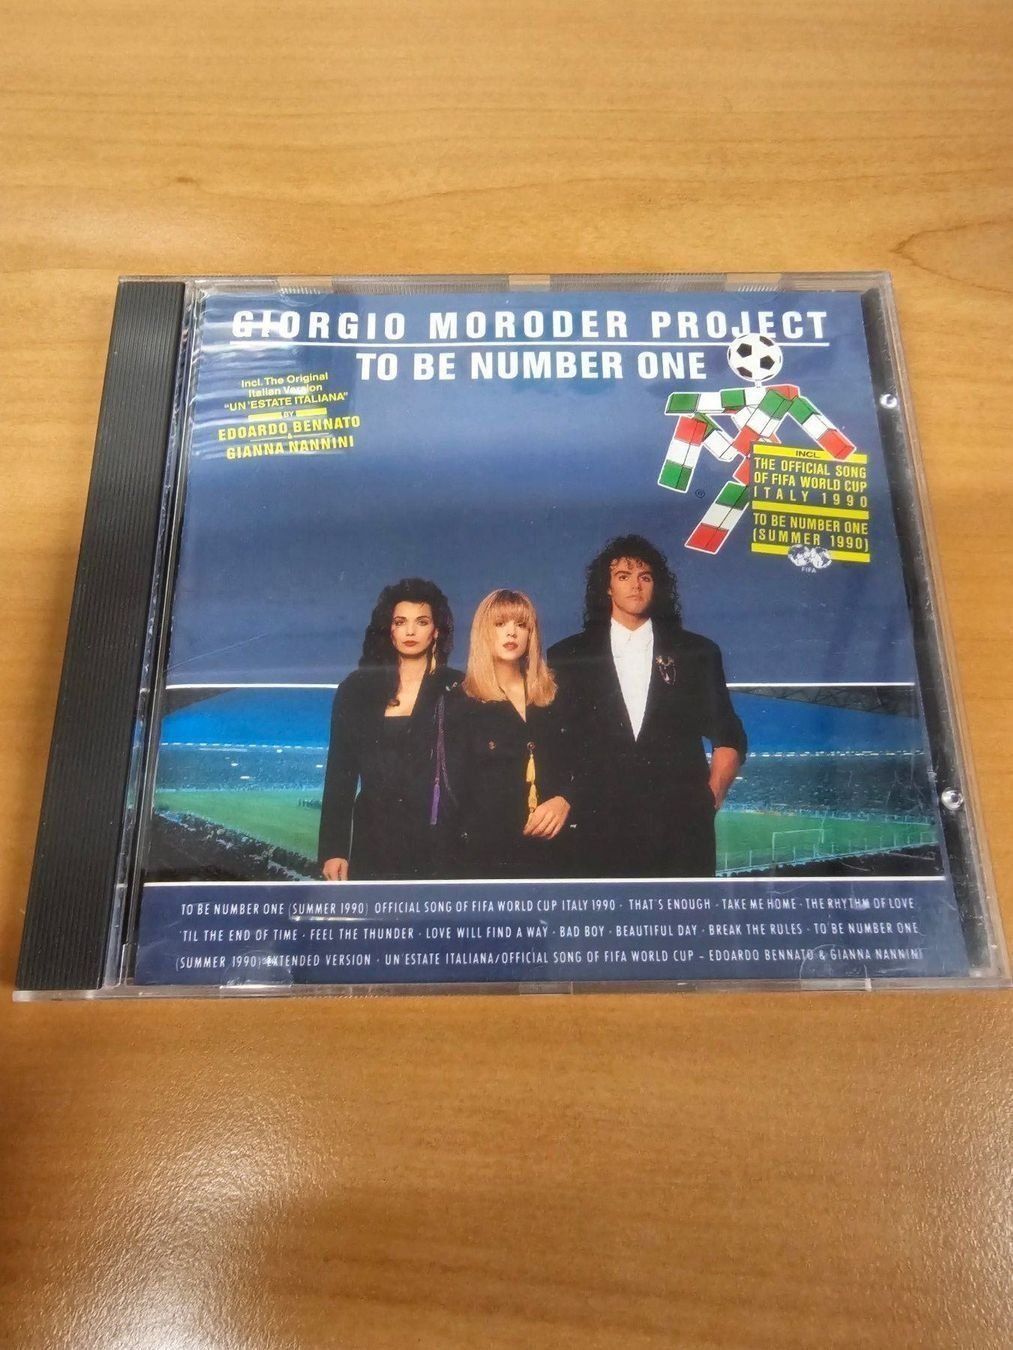 GIORGIO MORODER PROJECT
TO BE NUMBER ONE
Incl. The Original
Italian Version
"UN'ESTATE ITALIANA"
BY
EDOARDO BENNATO
&
GIANNA NANNINI
®
INCL.
THE OFFICIAL SONG
OF FIFA WORLD CUP
ITALY 1990
TO BE NUMBER ONE
(SUMMER 1990)
FIFA
TO BE NUMBER ONE (SUMMER 1990) OFFICIAL SONG OF FIFA WORLD CUP ITALY 1990 · THAT'S ENOUGH · TAKE ME HOME · THE RHYTHM OF LOVE
'TIL THE END OF TIME · FEEL THE THUNDER · LOVE WILL FIND A WAY · BAD BOY · BEAUTIFUL DAY · BREAK THE RULES · TO BE NUMBER ONE
(SUMMER 1990) EXTENDED VERSION · UN'ESTATE ITALIANA/OFFICIAL SONG OF FIFA WORLD CUP – EDOARDO BENNATO & GIANNA NANNINI